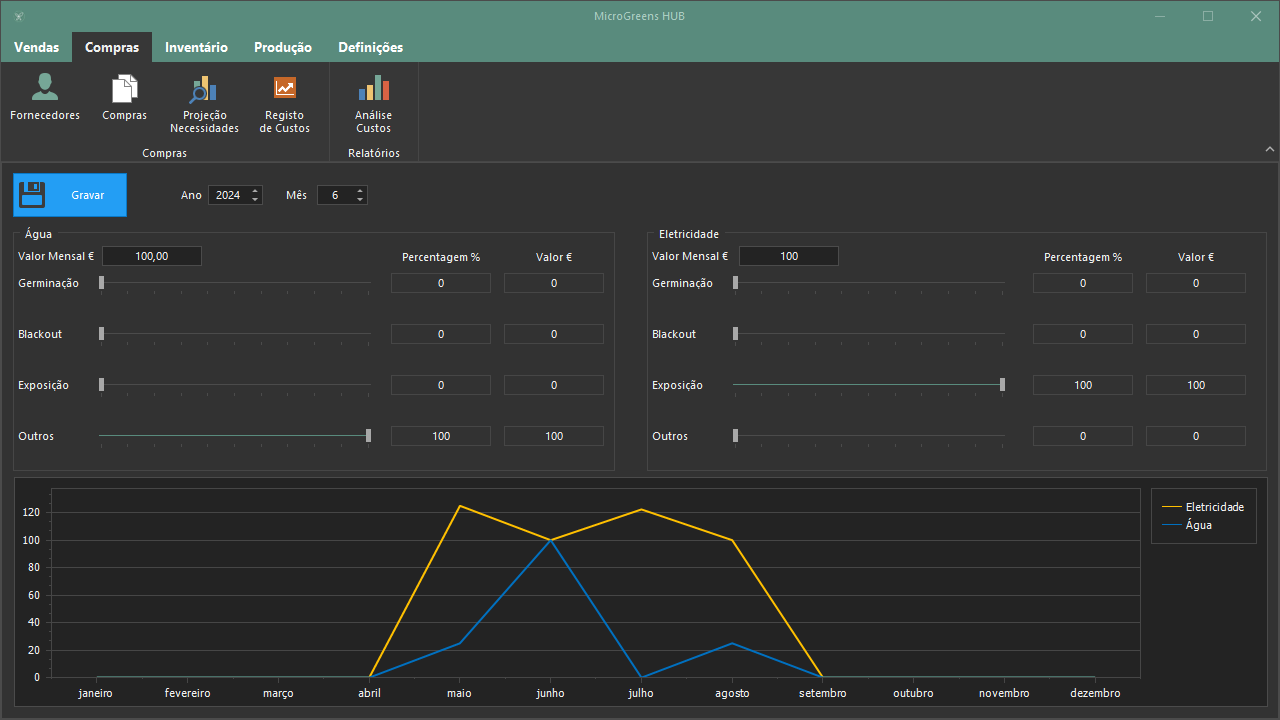 MicroGreens HUB
Vendas Compras Inventário Produção Definições
Fornecedores Compras Projeção Necessidades Registo de Custos Análise Custos
Compras Relatórios
Gravar Ano 2024 Mês 6
Água
Valor Mensal € 100,00 Percentagem % Valor €
Germinação 0 0
Blackout 0 0
Exposição 0 0
Outros 100 100
Eletricidade
Valor Mensal € 100 Percentagem % Valor €
Germinação 0 0
Blackout 0 0
Exposição 100 100
Outros 0 0
120
100
80
60
40
20
0
janeiro fevereiro março abril maio junho julho agosto setembro outubro novembro dezembro
Eletricidade
Água